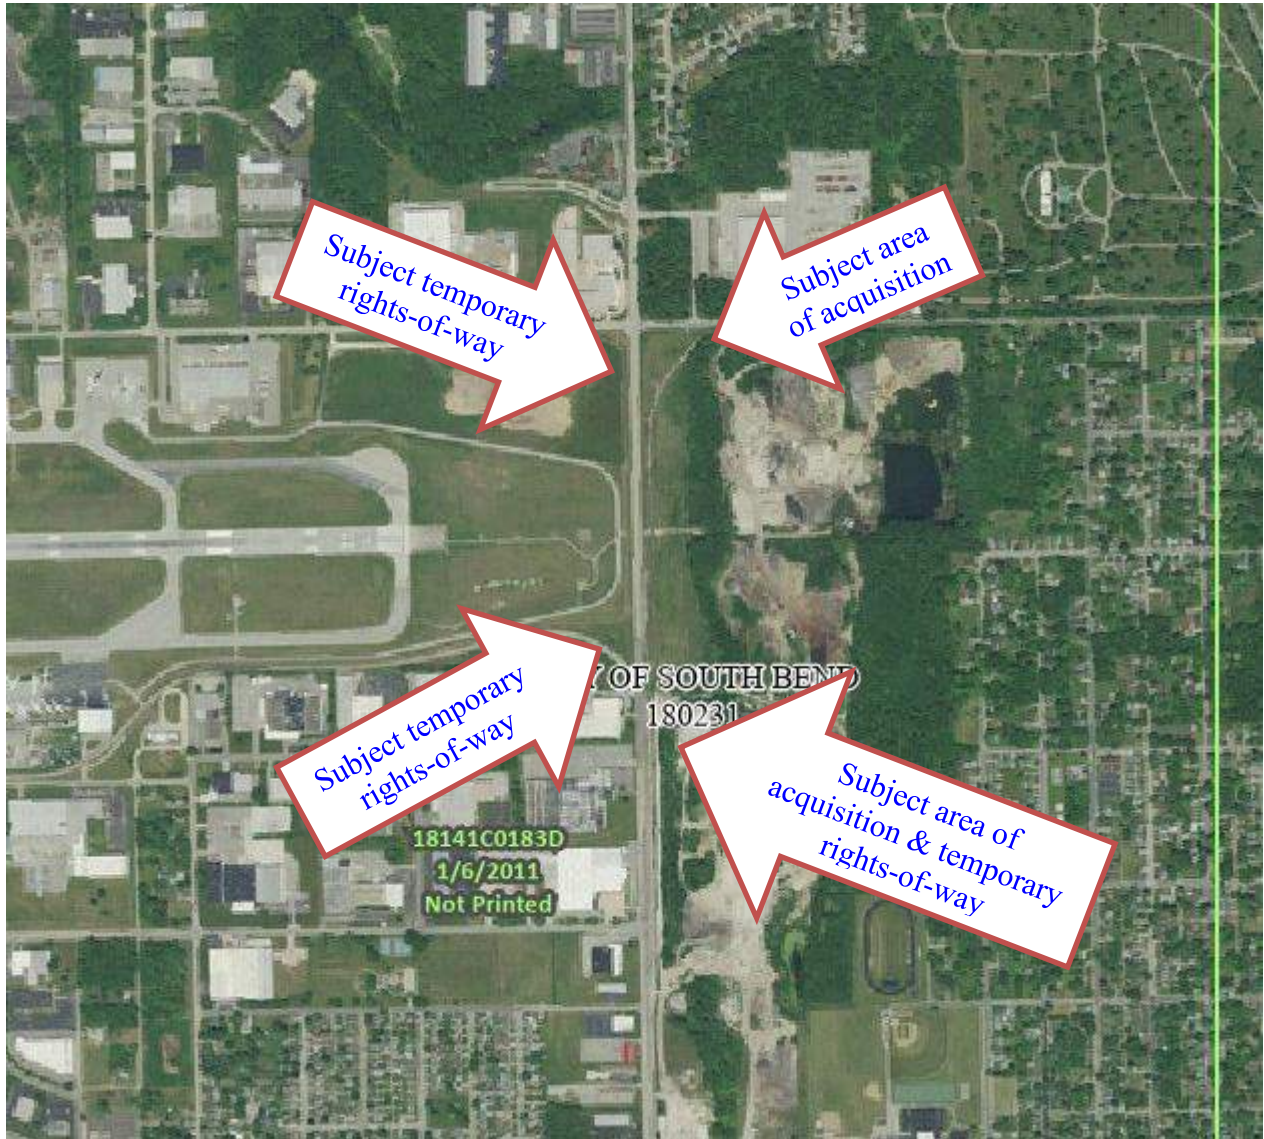 Subject temporary
rights-of-way
Subject area
of acquisition
Y OF SOUTH BEND
180231
Subject temporary
rights-of-way
Subject area of
acquisition & temporary
rights-of-way
18141C0183D
1/6/2011
Not Printed